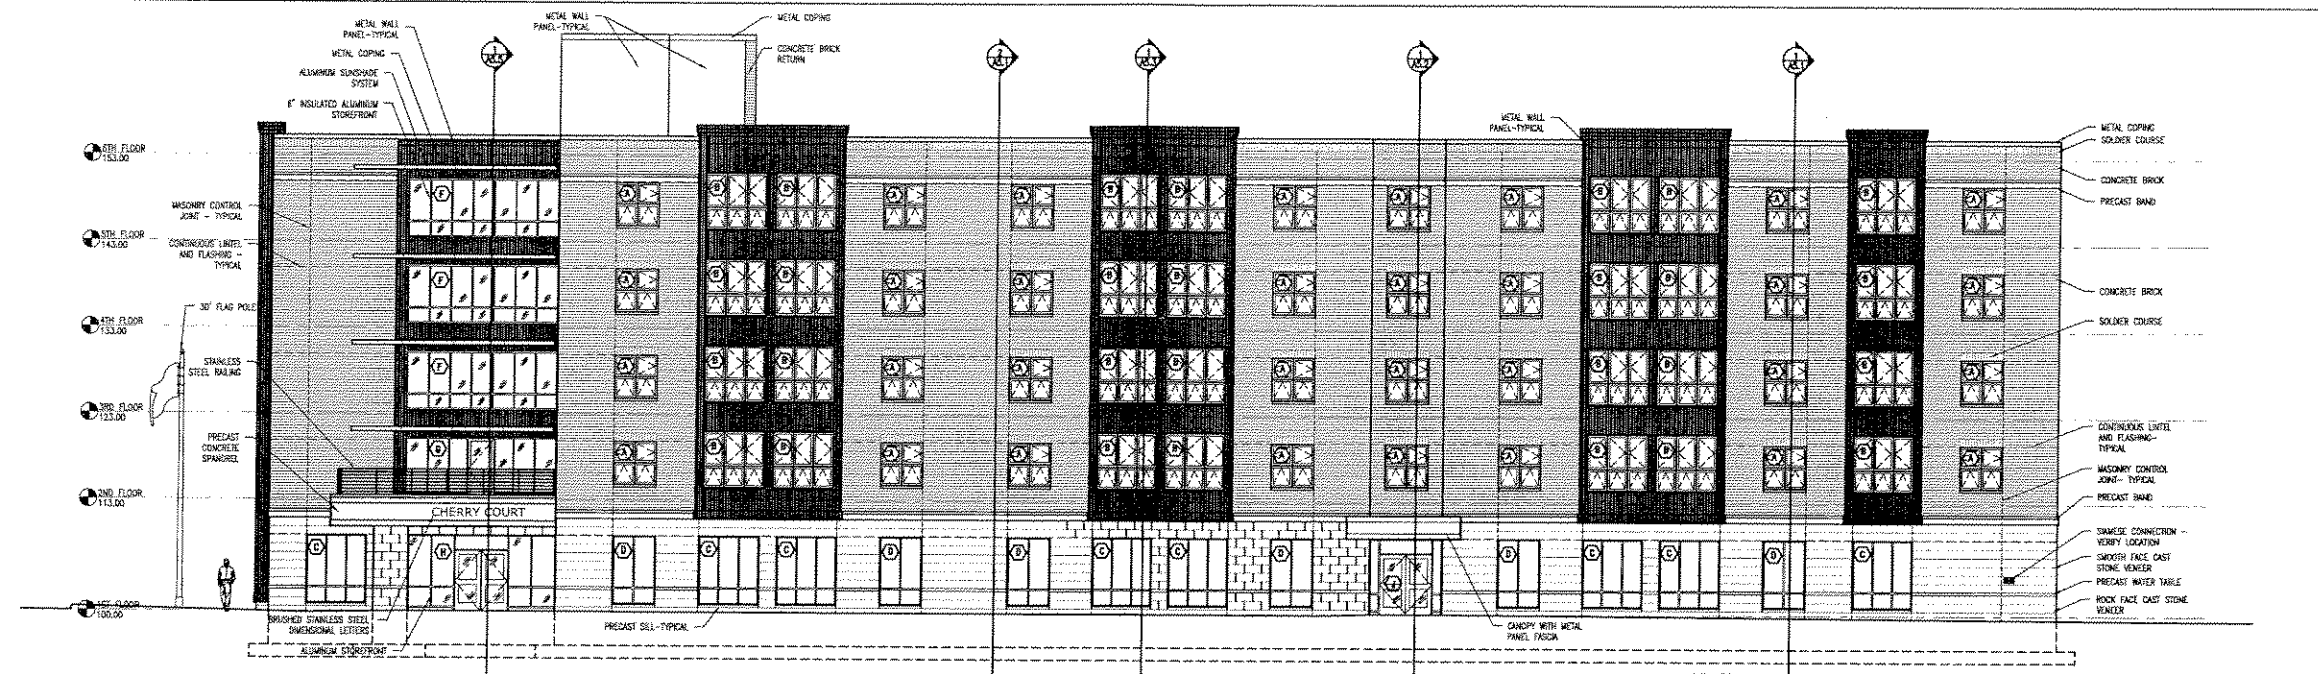 METAL WALL
PANEL-TYPICAL
METAL COPING
METAL WALL
PANEL-TYPICAL
METAL COPING
CONCRETE BRICK
RETURN
ALUMINUM SUNSHADE
SYSTEM
6" INSULATED ALUMINUM
STOREFRONT
METAL WALL
PANEL-TYPICAL
METAL COPING
SOLDIER COURSE
CONCRETE BRICK
PRECAST BAND
6TH FLOOR
153.00
MASONRY CONTROL
JOINT - TYPICAL
5TH FLOOR
143.00
CONTINUOUS LINTEL
AND FLASHING -
TYPICAL
CONCRETE BRICK
30' FLAG POLE
4TH FLOOR
133.00
SOLDIER COURSE
STAINLESS
STEEL RAILING
3RD FLOOR
123.00
PRECAST
CONCRETE
SPANDREL
CONTINUOUS LINTEL
AND FLASHING-
TYPICAL
MASONRY CONTROL
JOINT- TYPICAL
2ND FLOOR
113.00
PRECAST BAND
CHERRY COURT
SIAMESE CONNECTION -
VERIFY LOCATION
SMOOTH FACE CAST
STONE VENEER
PRECAST WATER TABLE
ROCK FACE CAST STONE
VENEER
1ST FLOOR
100.00
BRUSHED STAINLESS STEEL
DIMENSIONAL LETTERS
PRECAST SILL-TYPICAL
CANOPY WITH METAL
PANEL FASCIA
ALUMINUM STOREFRONT
F A B B A A B B A A A B B A B A
F A B B A A B B A A A B B A B A
F A B B A A B B A A A B B A B A
G A B B A A B B A A A B B A B A
C H D C C D D C C D D C C D C